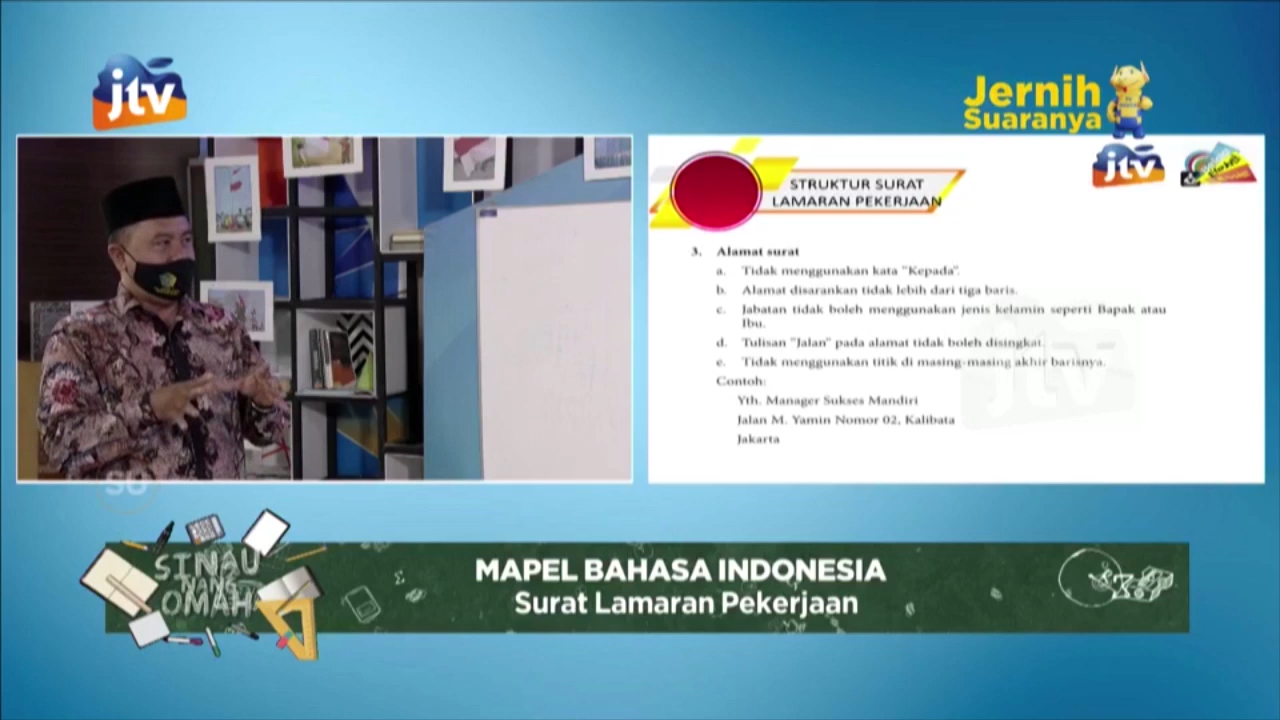 jtv
Jernih
Suaranya
jtv
STRUKTUR SURAT
LAMARAN PEKERJAAN
3. Alamat surat
a. Tidak menggunakan kata "Kepada".
b. Alamat disarankan tidak lebih dari tiga baris.
c. Jabatan tidak boleh menggunakan jenis kelamin seperti Bapak atau
Ibu.
d. Tulisan "Jalan" pada alamat tidak boleh disingkat.
e. Tidak menggunakan titik di masing-masing akhir barisnya.
Contoh:
Yth. Manager Sukses Mandiri
Jalan M. Yamin Nomor 02, Kalibata
Jakarta
jtv
SU
SINAU
NANG
OMAH
MAPEL BAHASA INDONESIA
Surat Lamaran Pekerjaan